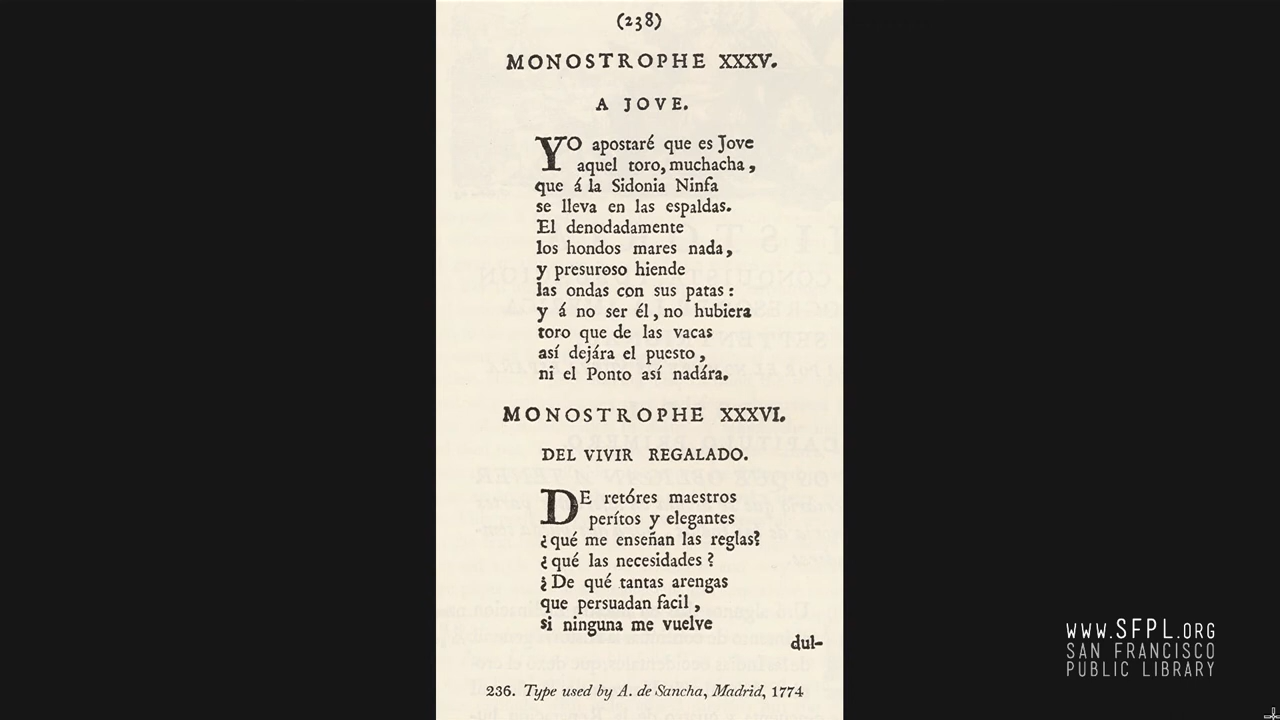 (238)
MONOSTROPHE XXXV.
A JOVE.
YO apostaré que es Jove
aquel toro, muchacha,
que á la Sidonia Ninfa
se lleva en las espaldas.
El denodadamente
los hondos mares nada,
y presuroso hiende
las ondas con sus patas:
y á no ser él, no hubiera
toro que de las vacas
así dejára el puesto,
ni el Ponto así nadára.
MONOSTROPHE XXXVI.
DEL VIVIR REGALADO.
DE retóres maestros
perítos y elegantes
¿qué me enseñan las reglas?
¿qué las necesidades?
¿De qué tantas arengas
que persuadan facil,
si ninguna me vuelve
dul-
236. Type used by A. de Sancha, Madrid, 1774
WWW.SFPL.ORG
SAN FRANCISCO
PUBLIC LIBRARY